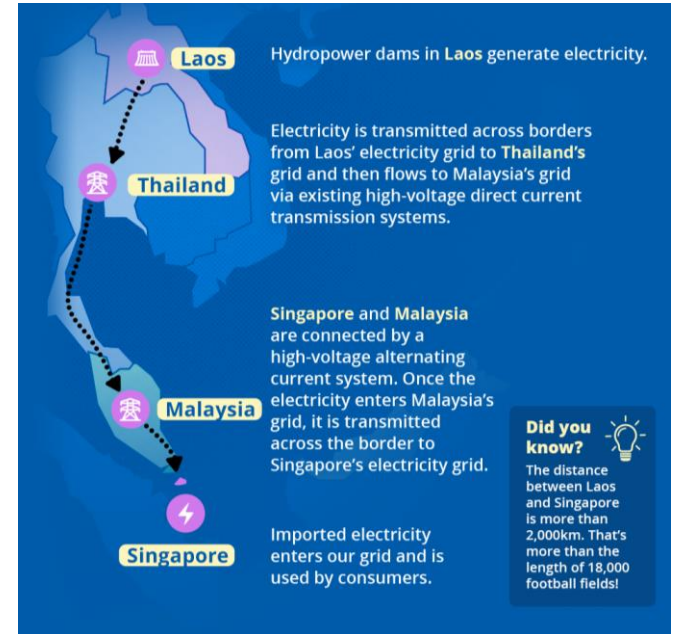 Laos
Hydropower dams in Laos generate electricity.
Electricity is transmitted across borders
from Laos’ electricity grid to Thailand’s
grid and then flows to Malaysia’s grid
via existing high-voltage direct current
transmission systems.
Thailand
Singapore and Malaysia
are connected by a
high-voltage alternating
current system. Once the
electricity enters Malaysia’s
grid, it is transmitted
across the border to
Singapore’s electricity grid.
Malaysia
Did you
know?
The distance
between Laos
and Singapore
is more than
2,000km. That’s
more than the
length of 18,000
football fields!
Singapore
Imported electricity
enters our grid and is
used by consumers.